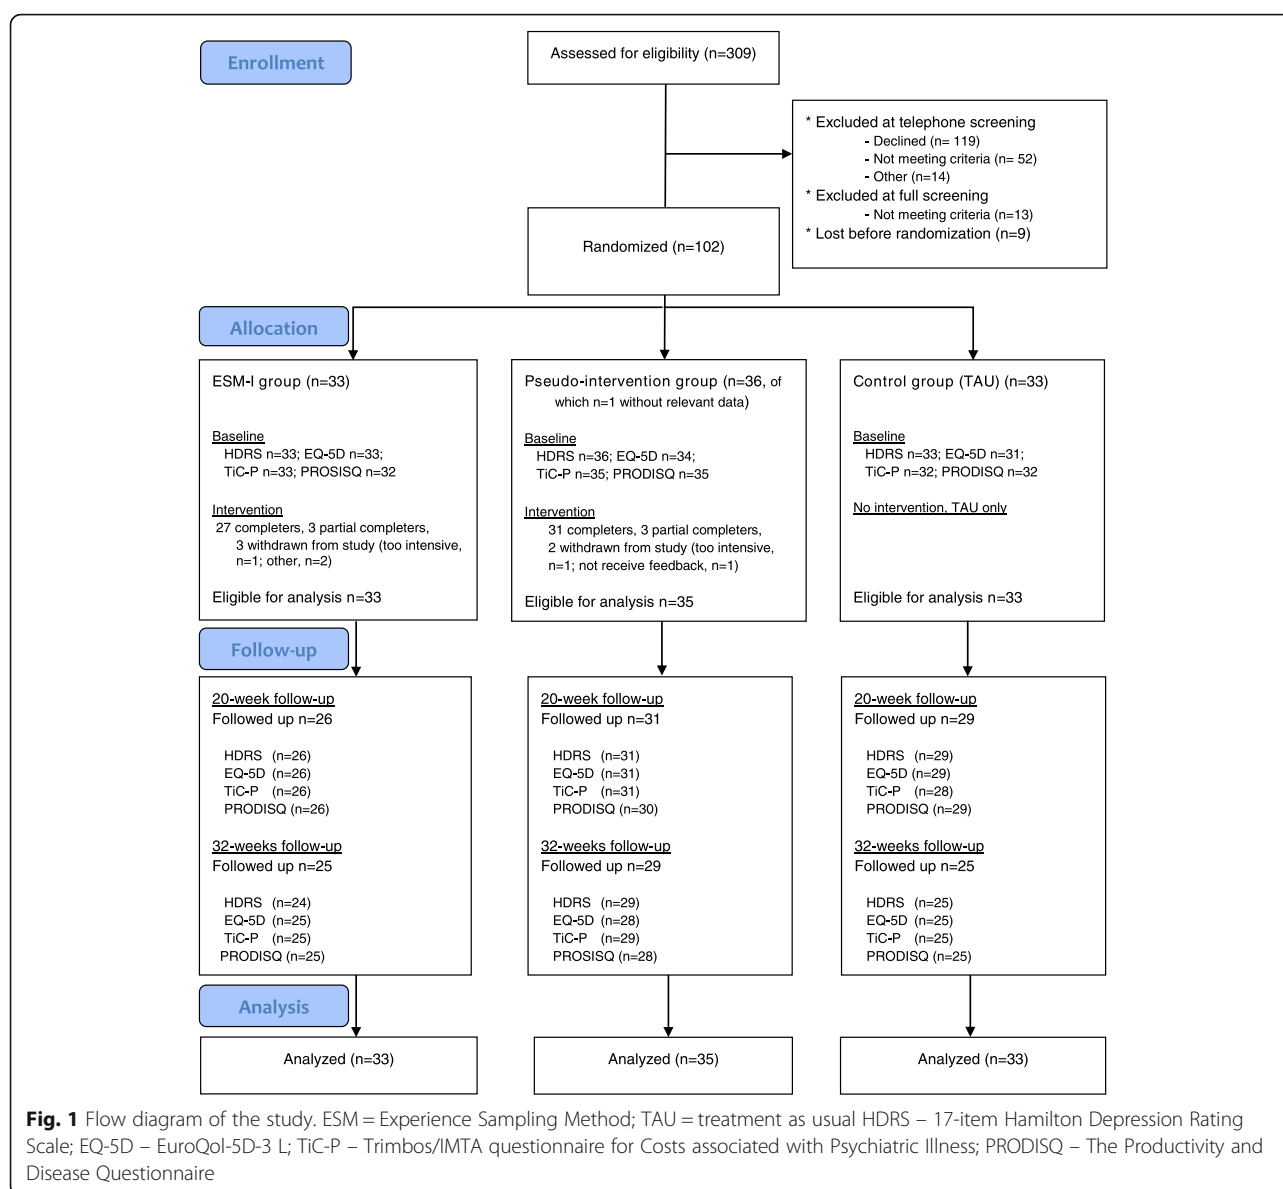 Enrollment
Assessed for eligibility (n=309)
* Excluded at telephone screening
- Declined (n= 119)
- Not meeting criteria (n= 52)
- Other (n=14)
* Excluded at full screening
- Not meeting criteria (n=13)
* Lost before randomization (n=9)
Randomized (n=102)
Allocation
ESM-I group (n=33)
Baseline
HDRS n=33; EQ-5D n=33;
TiC-P n=33; PROSISQ n=32
Intervention
27 completers, 3 partial completers,
3 withdrawn from study (too intensive,
n=1; other, n=2)
Eligible for analysis n=33
Pseudo-intervention group (n=36, of
which n=1 without relevant data)
Baseline
HDRS n=36; EQ-5D n=34;
TiC-P n=35; PRODISQ n=35
Intervention
31 completers, 3 partial completers,
2 withdrawn from study (too intensive,
n=1; not receive feedback, n=1)
Eligible for analysis n=35
Control group (TAU) (n=33)
Baseline
HDRS n=33; EQ-5D n=31;
TiC-P n=32; PRODISQ n=32
No intervention, TAU only
Eligible for analysis n=33
Follow-up
20-week follow-up
Followed up n=26
HDRS (n=26)
EQ-5D (n=26)
TiC-P (n=26)
PRODISQ (n=26)
32-weeks follow-up
Followed up n=25
HDRS (n=24)
EQ-5D (n=25)
TiC-P (n=25)
PRODISQ (n=25)
20-week follow-up
Followed up n=31
HDRS (n=31)
EQ-5D (n=31)
TiC-P (n=31)
PRODISQ (n=30)
32-weeks follow-up
Followed up n=29
HDRS (n=29)
EQ-5D (n=28)
TiC-P (n=29)
PROSISQ (n=28)
20-week follow-up
Followed up n=29
HDRS (n=29)
EQ-5D (n=29)
TiC-P (n=28)
PRODISQ (n=29)
32-weeks follow-up
Followed up n=25
HDRS (n=25)
EQ-5D (n=25)
TiC-P (n=25)
PRODISQ (n=25)
Analysis
Analyzed (n=33)
Analyzed (n=35)
Analyzed (n=33)
Fig. 1 Flow diagram of the study. ESM = Experience Sampling Method; TAU = treatment as usual HDRS – 17-item Hamilton Depression Rating
Scale; EQ-5D – EuroQol-5D-3 L; TiC-P – Trimbos/IMTA questionnaire for Costs associated with Psychiatric Illness; PRODISQ – The Productivity and
Disease Questionnaire